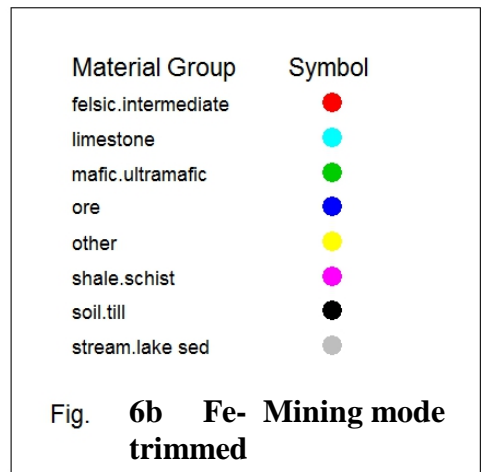 Material Group Symbol
felsic.intermediate
limestone
mafic.ultramafic
ore
other
shale.schist
soil.till
stream.lake sed
Fig. 6b Fe- Mining mode
trimmed